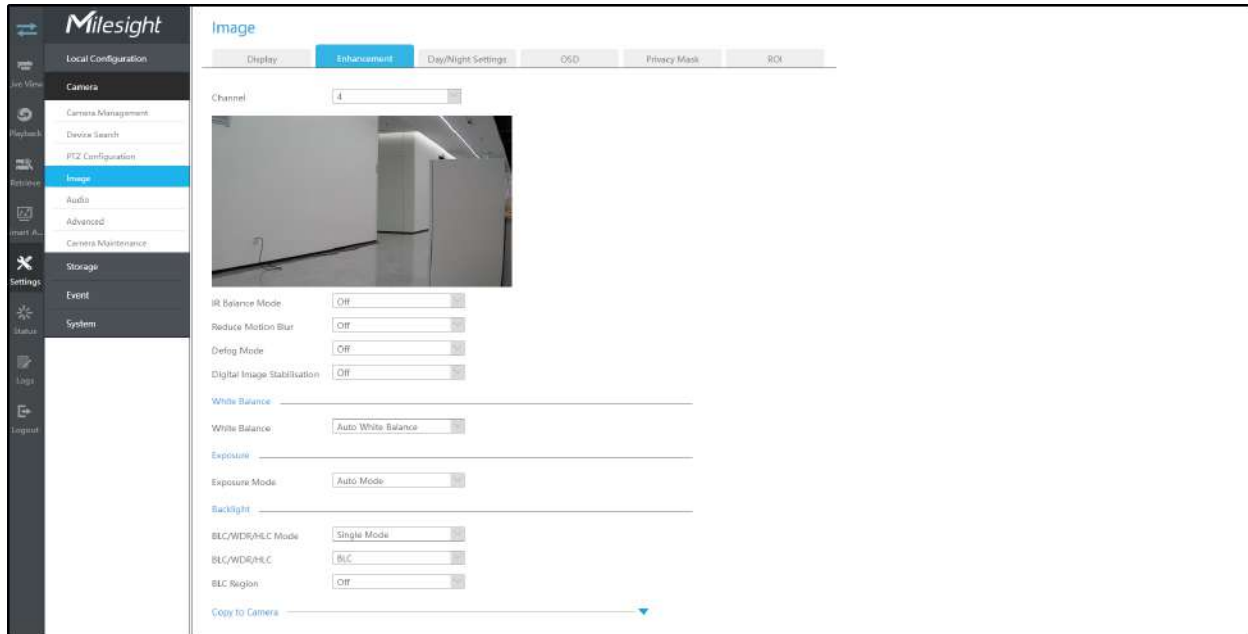 Milesight
Image
Local Configuration
Display
Enhancement
Day/Night Settings
OSD
Privacy Mask
ROI
Live View
Camera
Channel
4
Camera Management
Playback
Device Search
PTZ Configuration
Retrieve
Image
Audio
Smart A...
Advanced
Camera Maintenance
Settings
Storage
Event
System
Status
Logs
Logout
IR Balance Mode
Off
Reduce Motion Blur
Off
Defog Mode
Off
Digital Image Stabilisation
Off
White Balance
White Balance
Auto White Balance
Exposure
Exposure Mode
Auto Mode
Backlight
BLC/WDR/HLC Mode
Single Mode
BLC/WDR/HLC
BLC
BLC Region
Off
Copy to Camera